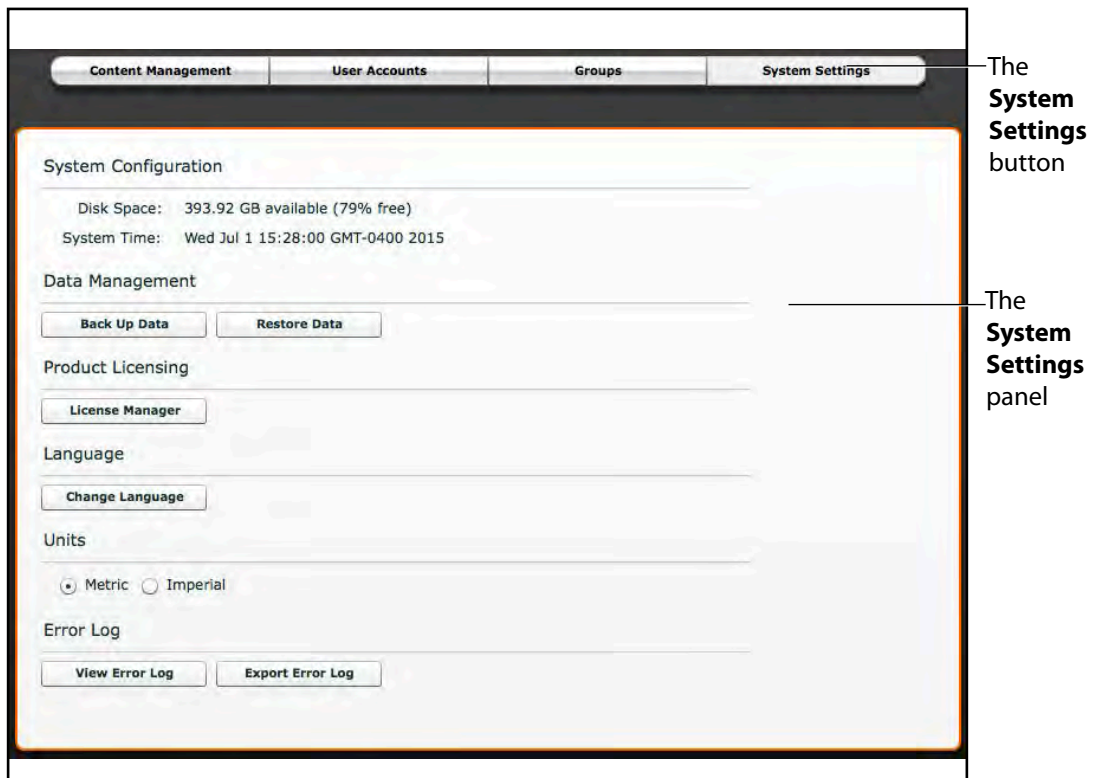 Content Management User Accounts Groups System Settings
The
System
Settings
button
System Configuration
Disk Space: 393.92 GB available (79% free)
System Time: Wed Jul 1 15:28:00 GMT-0400 2015
Data Management
Back Up Data Restore Data
The
System
Settings
panel
Product Licensing
License Manager
Language
Change Language
Units
Metric Imperial
Error Log
View Error Log Export Error Log